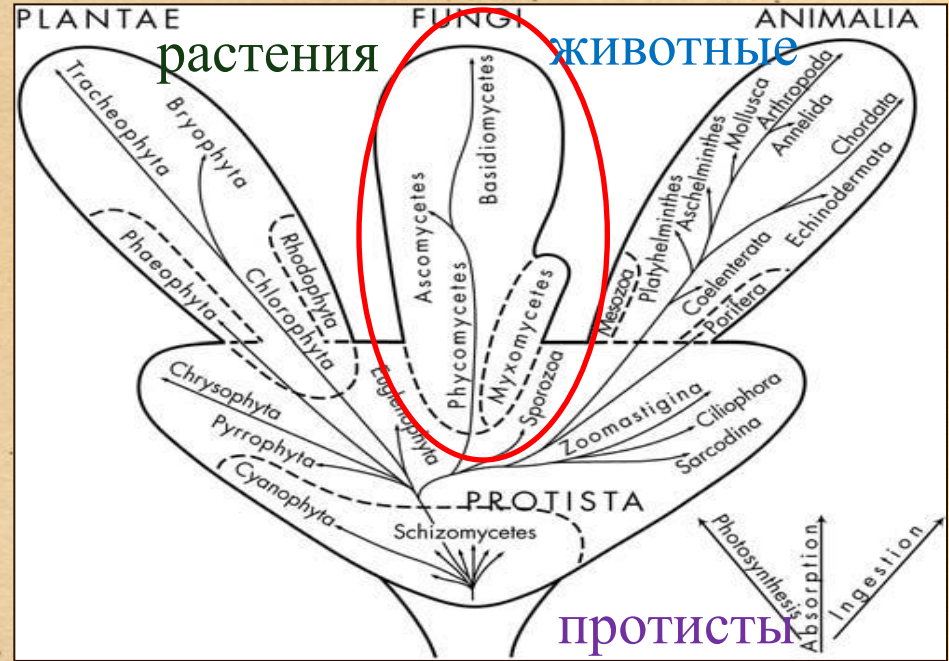 PLANTAE
FUNGI
ANIMALIA
растения
животные
Tracheophyta
Bryophyta
Phaeophyta
Rhodophyta
Chlorophyta
Basidiomycetes
Ascomycetes
Phycomycetes
Myxomycetes
Mesozoa
Platyhelminthes
Aschelminthes
Mollusca
Arthropoda
Annelida
Chordata
Echinodermata
Coelenterata
Porifera
Chrysophyta
Pyrrophyta
Cyanophyta
Euglenophyta
Sporozoa
Zoomastigina
Ciliophora
Sarcodina
PROTISTA
Schizomycetes
Photosynthesis
Absorption
Ingestion
протисты